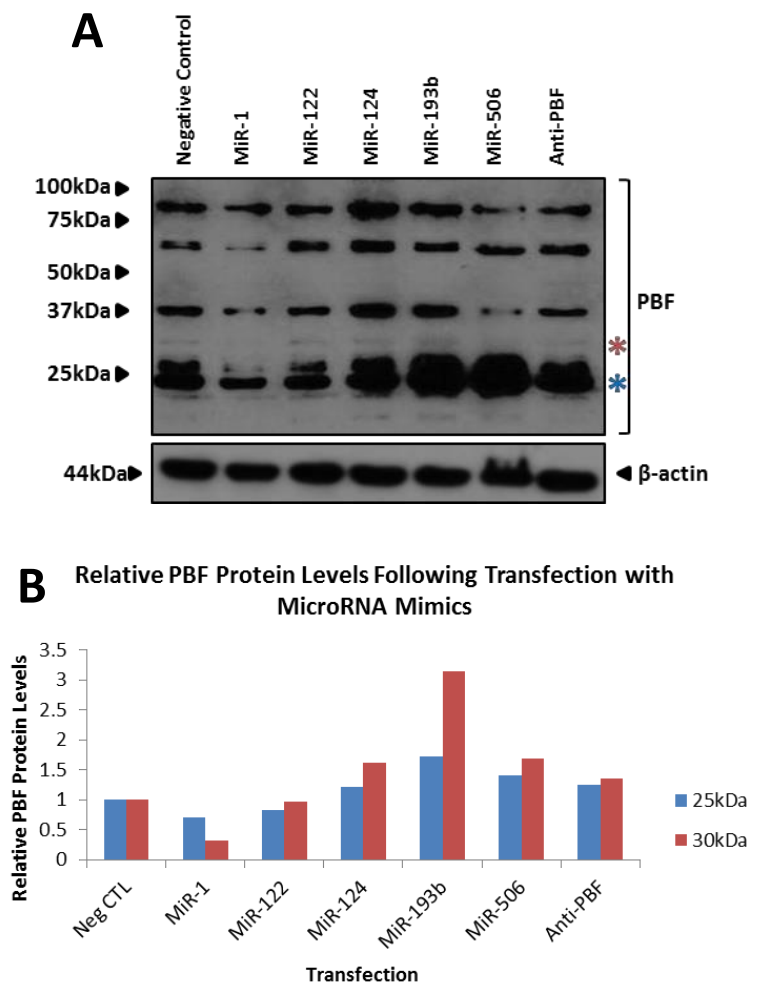 A
Negative Control
MiR-1
MiR-122
MiR-124
MiR-193b
MiR-506
Anti-PBF
100kDa
75kDa
50kDa
37kDa
25kDa
PBF
*
*
44kDa
β-actin
B
Relative PBF Protein Levels Following Transfection with
MicroRNA Mimics
Relative PBF Protein Levels
3.5
3
2.5
2
1.5
1
0.5
0
Neg CTL
MiR-1
MiR-122
MiR-124
MiR-193b
MiR-506
Anti-PBF
Transfection
25kDa
30kDa